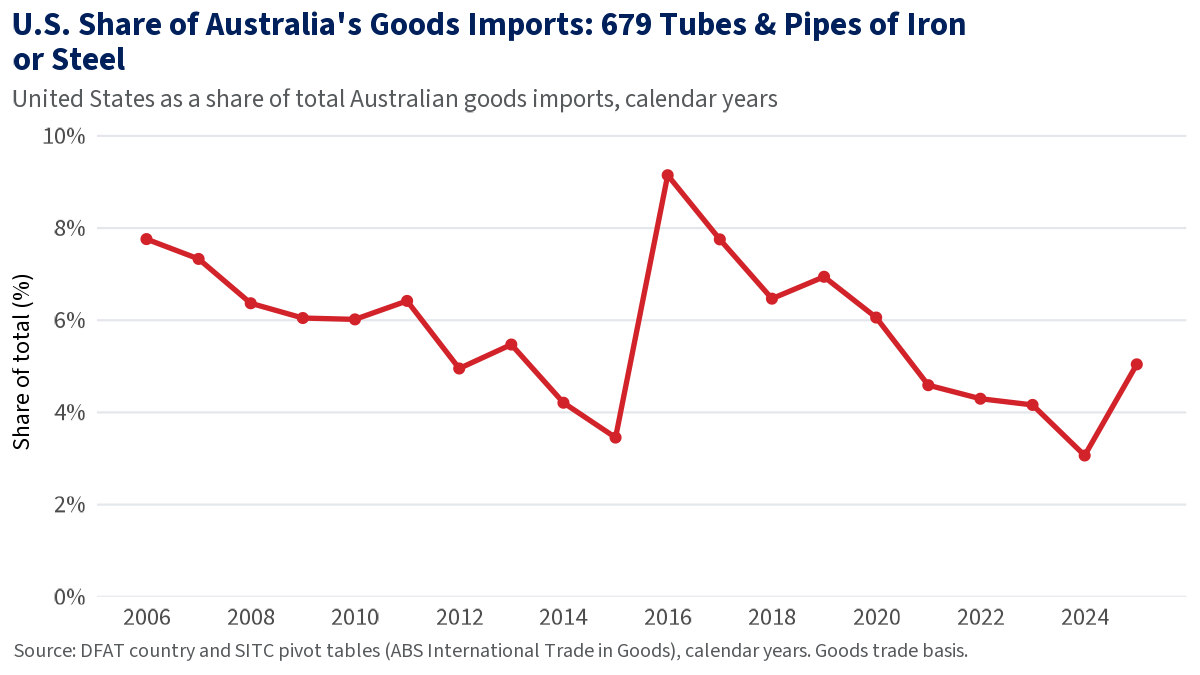 U.S. Share of Australia's Goods Imports: 679 Tubes & Pipes of Iron
or Steel
United States as a share of total Australian goods imports, calendar years
Share of total (%)
10%
8%
6%
4%
2%
0%
2006 2008 2010 2012 2014 2016 2018 2020 2022 2024
Source: DFAT country and SITC pivot tables (ABS International Trade in Goods), calendar years. Goods trade basis.